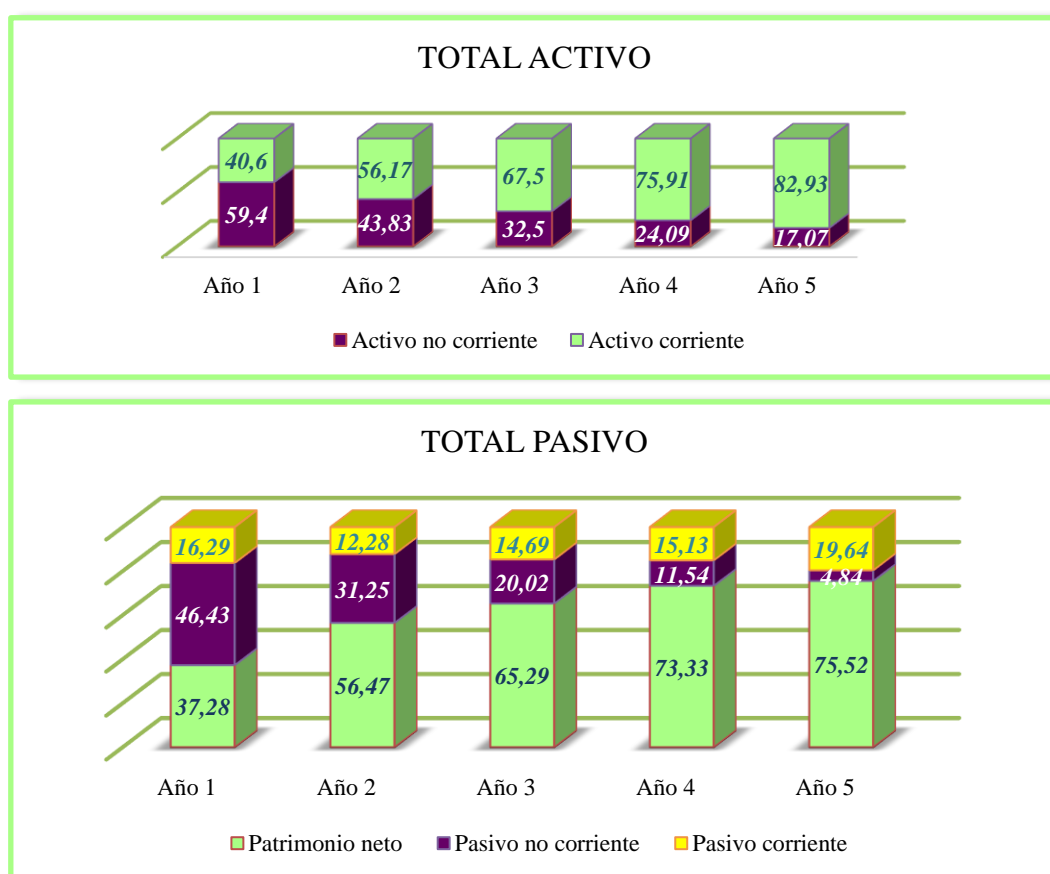 TOTAL ACTIVO
40,6 56,17 67,5 75,91 82,93
59,4 43,83 32,5 24,09 17,07
Año 1 Año 2 Año 3 Año 4 Año 5
Activo no corriente Activo corriente
TOTAL PASIVO
16,29 12,28 14,69 15,13 19,64
46,43 31,25 20,02 11,54 4,84
37,28 56,47 65,29 73,33 75,52
Año 1 Año 2 Año 3 Año 4 Año 5
Patrimonio neto Pasivo no corriente Pasivo corriente